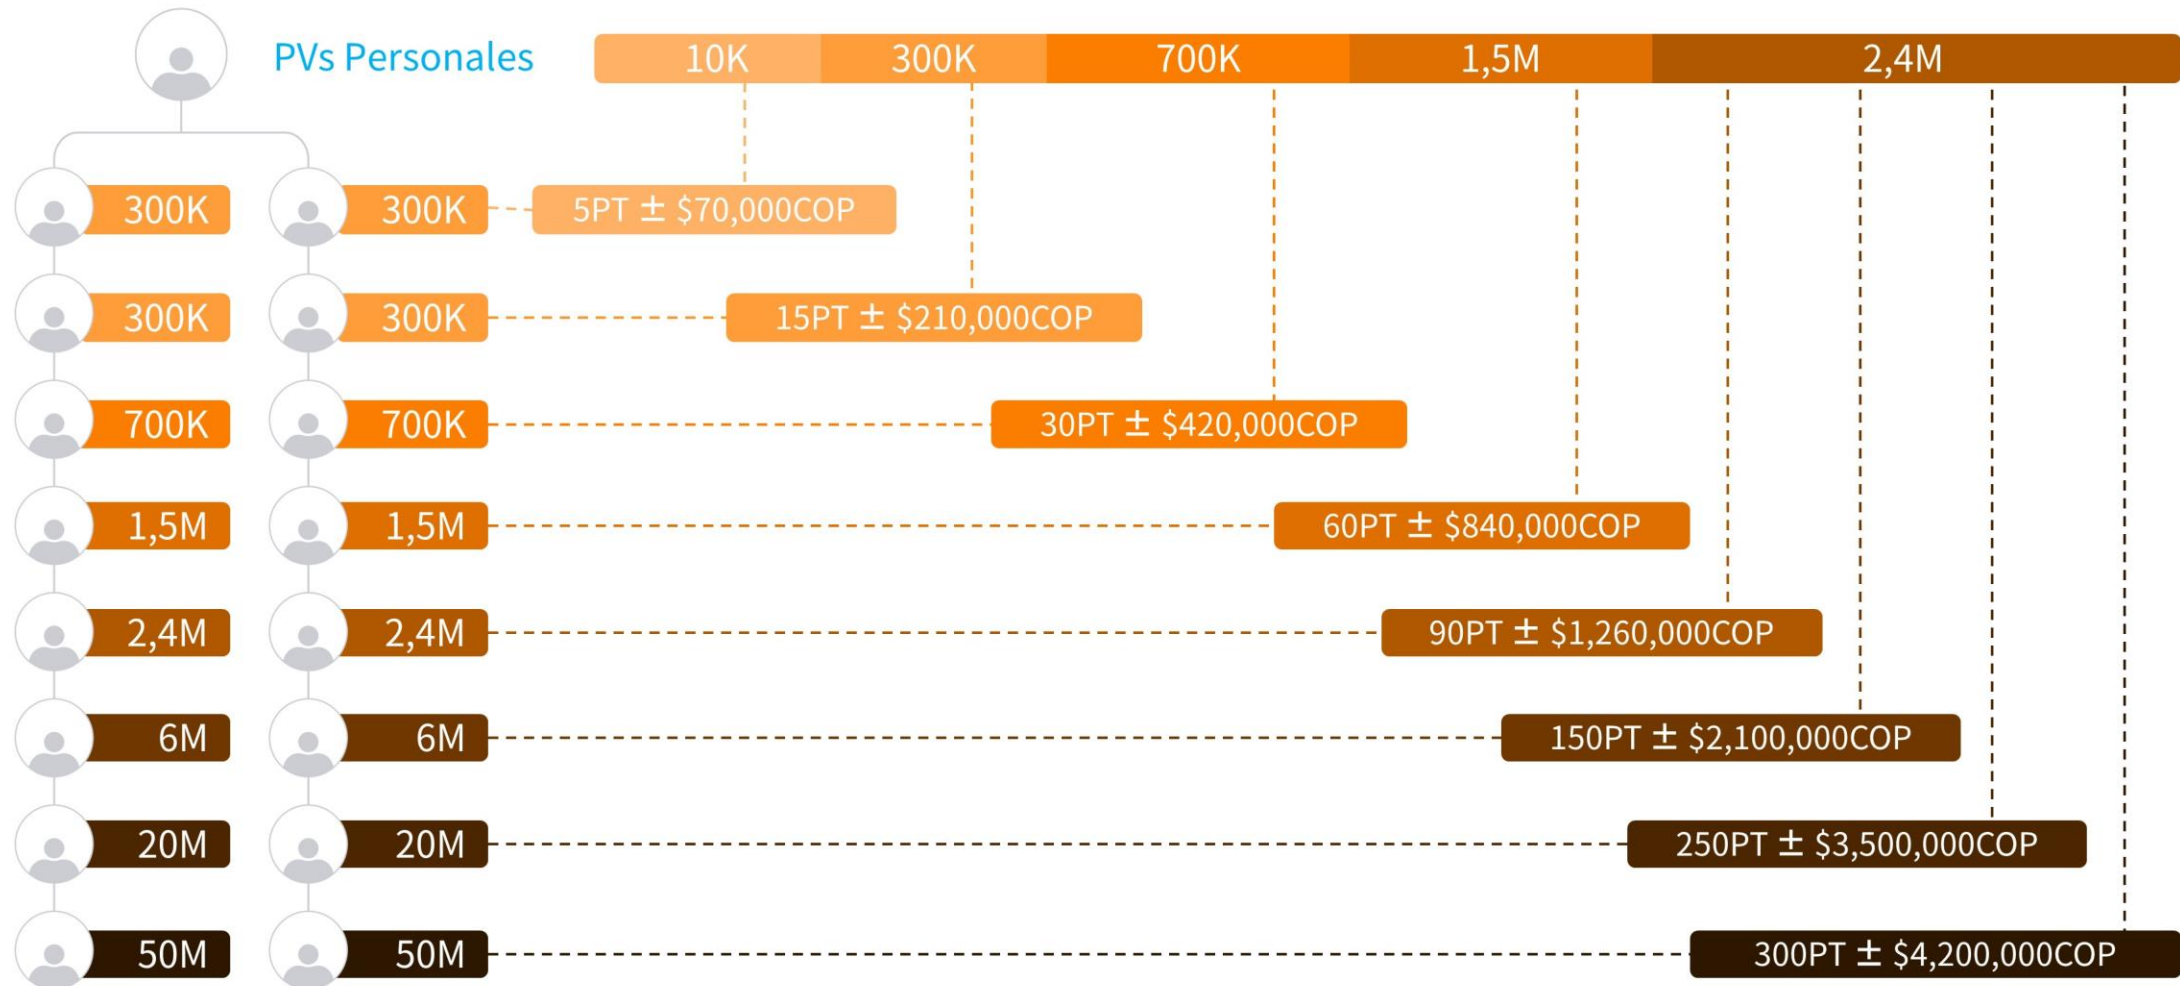 PVs Personales 10K 300K 700K 1,5M 2,4M
300K 300K 5PT ± $70,000COP
300K 300K 15PT ± $210,000COP
700K 700K 30PT ± $420,000COP
1,5M 1,5M 60PT ± $840,000COP
2,4M 2,4M 90PT ± $1,260,000COP
6M 6M 150PT ± $2,100,000COP
20M 20M 250PT ± $3,500,000COP
50M 50M 300PT ± $4,200,000COP